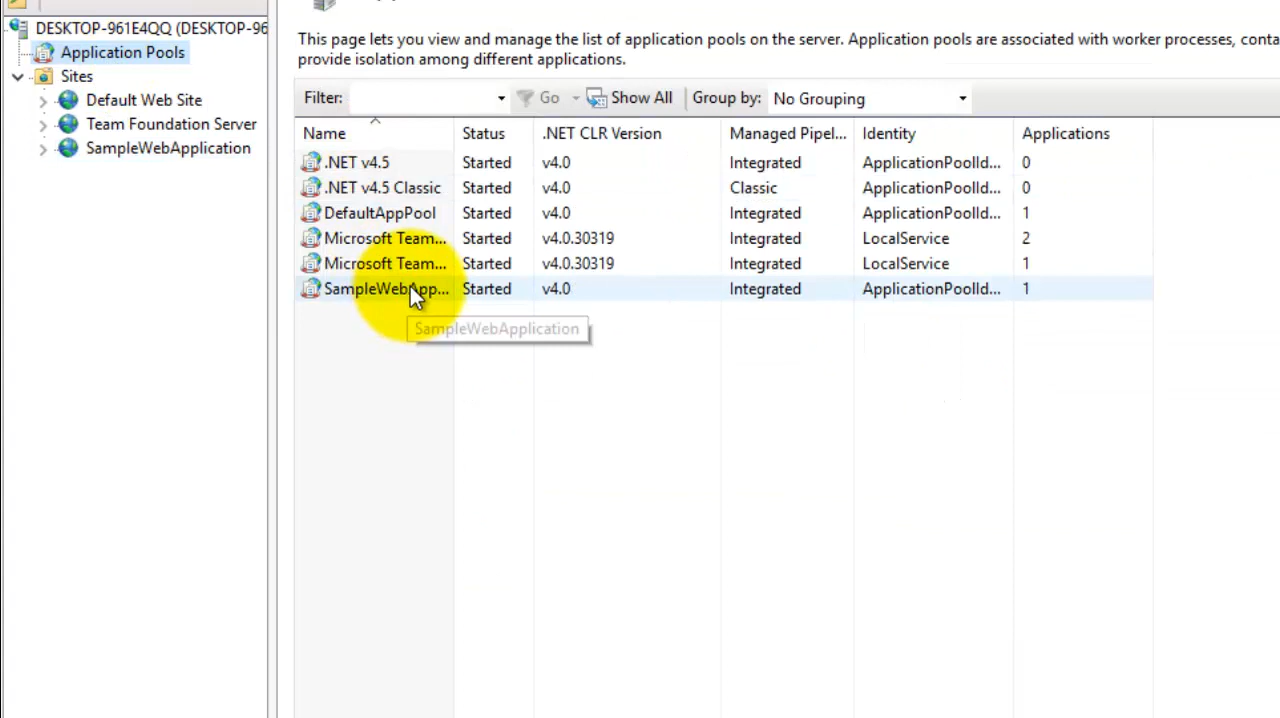 DESKTOP-961E4QQ (DESKTOP-96
Application Pools
Sites
Default Web Site
Team Foundation Server
SampleWebApplication
This page lets you view and manage the list of application pools on the server. Application pools are associated with worker processes, conta
provide isolation among different applications.
Filter: Go Show All Group by: No Grouping
Name Status .NET CLR Version Managed Pipel... Identity Applications
.NET v4.5 Started v4.0 Integrated ApplicationPoolId... 0
.NET v4.5 Classic Started v4.0 Classic ApplicationPoolId... 0
DefaultAppPool Started v4.0 Integrated ApplicationPoolId... 1
Microsoft Team... Started v4.0.30319 Integrated LocalService 2
Microsoft Team... Started v4.0.30319 Integrated LocalService 1
SampleWebApp... Started v4.0 Integrated ApplicationPoolId... 1
SampleWebApplication